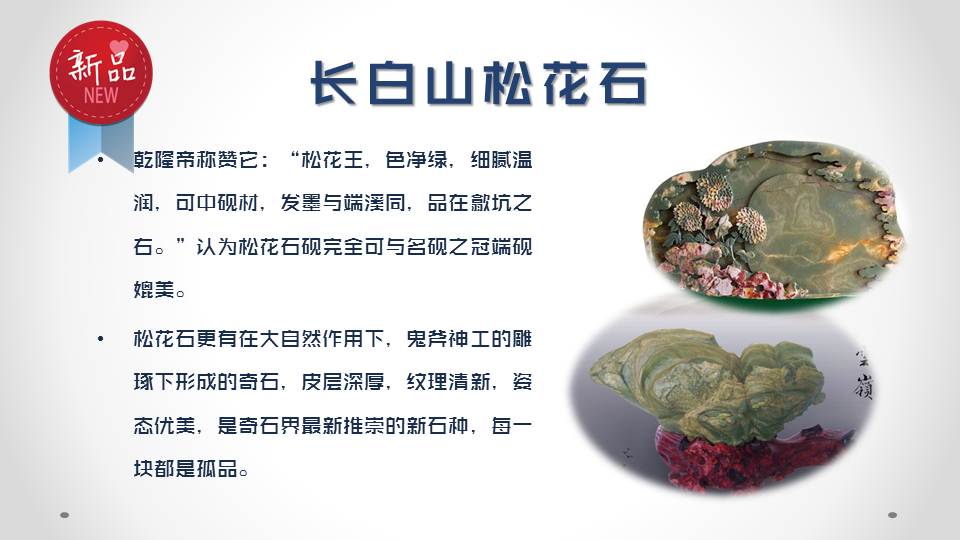 新品
NEW
长白山松花石
• 乾隆帝称赞它：“松花王，色净绿，细腻温
润，可中砚材，发墨与端溪同，品在歙坑之
右。”认为松花石砚完全可与名砚之冠端砚
媲美。
• 松花石更有在大自然作用下，鬼斧神工的雕
琢下形成的奇石，皮层深厚，纹理清新，姿
态优美，是奇石界最新推崇的新石种，每一
块都是孤品。
嶺